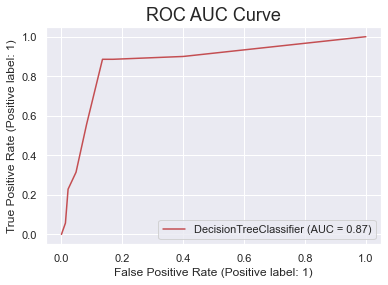 ROC AUC Curve
True Positive Rate (Positive label: 1)
1.0
0.8
0.6
0.4
0.2
0.0
DecisionTreeClassifier (AUC = 0.87)
0.0 0.2 0.4 0.6 0.8 1.0
False Positive Rate (Positive label: 1)